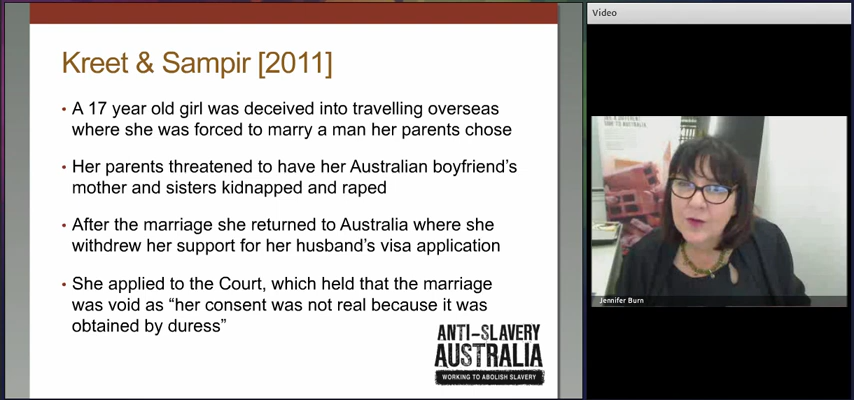 Kreet & Sampir [2011]
• A 17 year old girl was deceived into travelling overseas
where she was forced to marry a man her parents chose
• Her parents threatened to have her Australian boyfriend's
mother and sisters kidnapped and raped
• After the marriage she returned to Australia where she
withdrew her support for her husband's visa application
• She applied to the Court, which held that the marriage
was void as “her consent was not real because it was
obtained by duress”
ANTI-SLAVERY
AUSTRALIA
WORKING TO ABOLISH SLAVERY
Video
Jennifer Burn